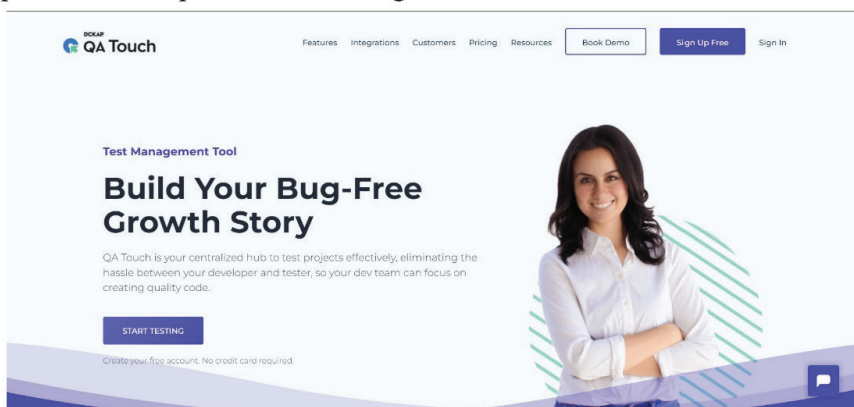 DCKAP
QA Touch
Features Integrations Customers Pricing Resources Book Demo Sign Up Free Sign In
Test Management Tool
Build Your Bug-Free
Growth Story
QA Touch is your centralized hub to test projects effectively, eliminating the
hassle between your developer and tester, so your dev team can focus on
creating quality code.
START TESTING
Create your free account. No credit card required.